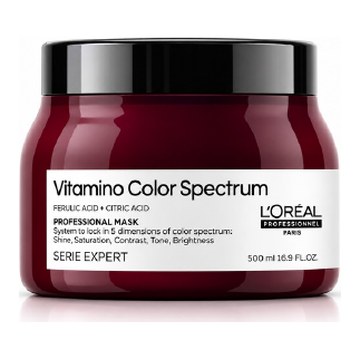 Vitamino Color Spectrum
FERULIC ACID • CITRIC ACID
PROFESSIONAL MASK
System to lock in 5 dimensions of color spectrum:
Shine, Saturation, Contrast, Tone, Brightness
SERIE EXPERT
L'ORÉAL
PROFESSIONNEL
PARIS
500 ml 16.9 FL.OZ.